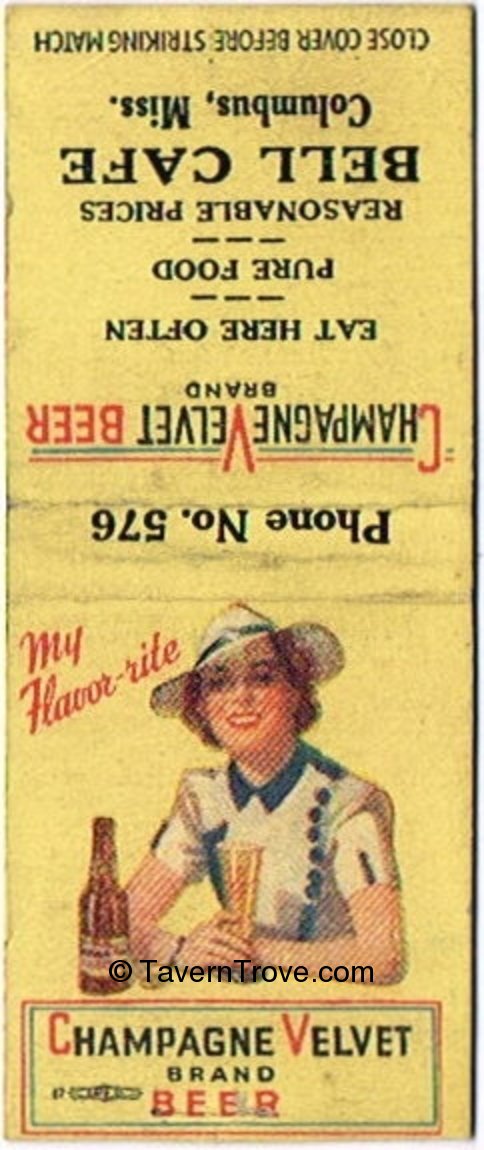 CLOSE COVER BEFORE STRIKING MATCH
Columbus, Miss.
BELL CAFE
REASONABLE PRICES
PURE FOOD
EAT HERE OFTEN
BRAND
CHAMPAGNE VELVET BEER
Phone No. 576
My
Flavor-rite
© TavernTrove.com
CHAMPAGNE VELVET
BRAND
BEER